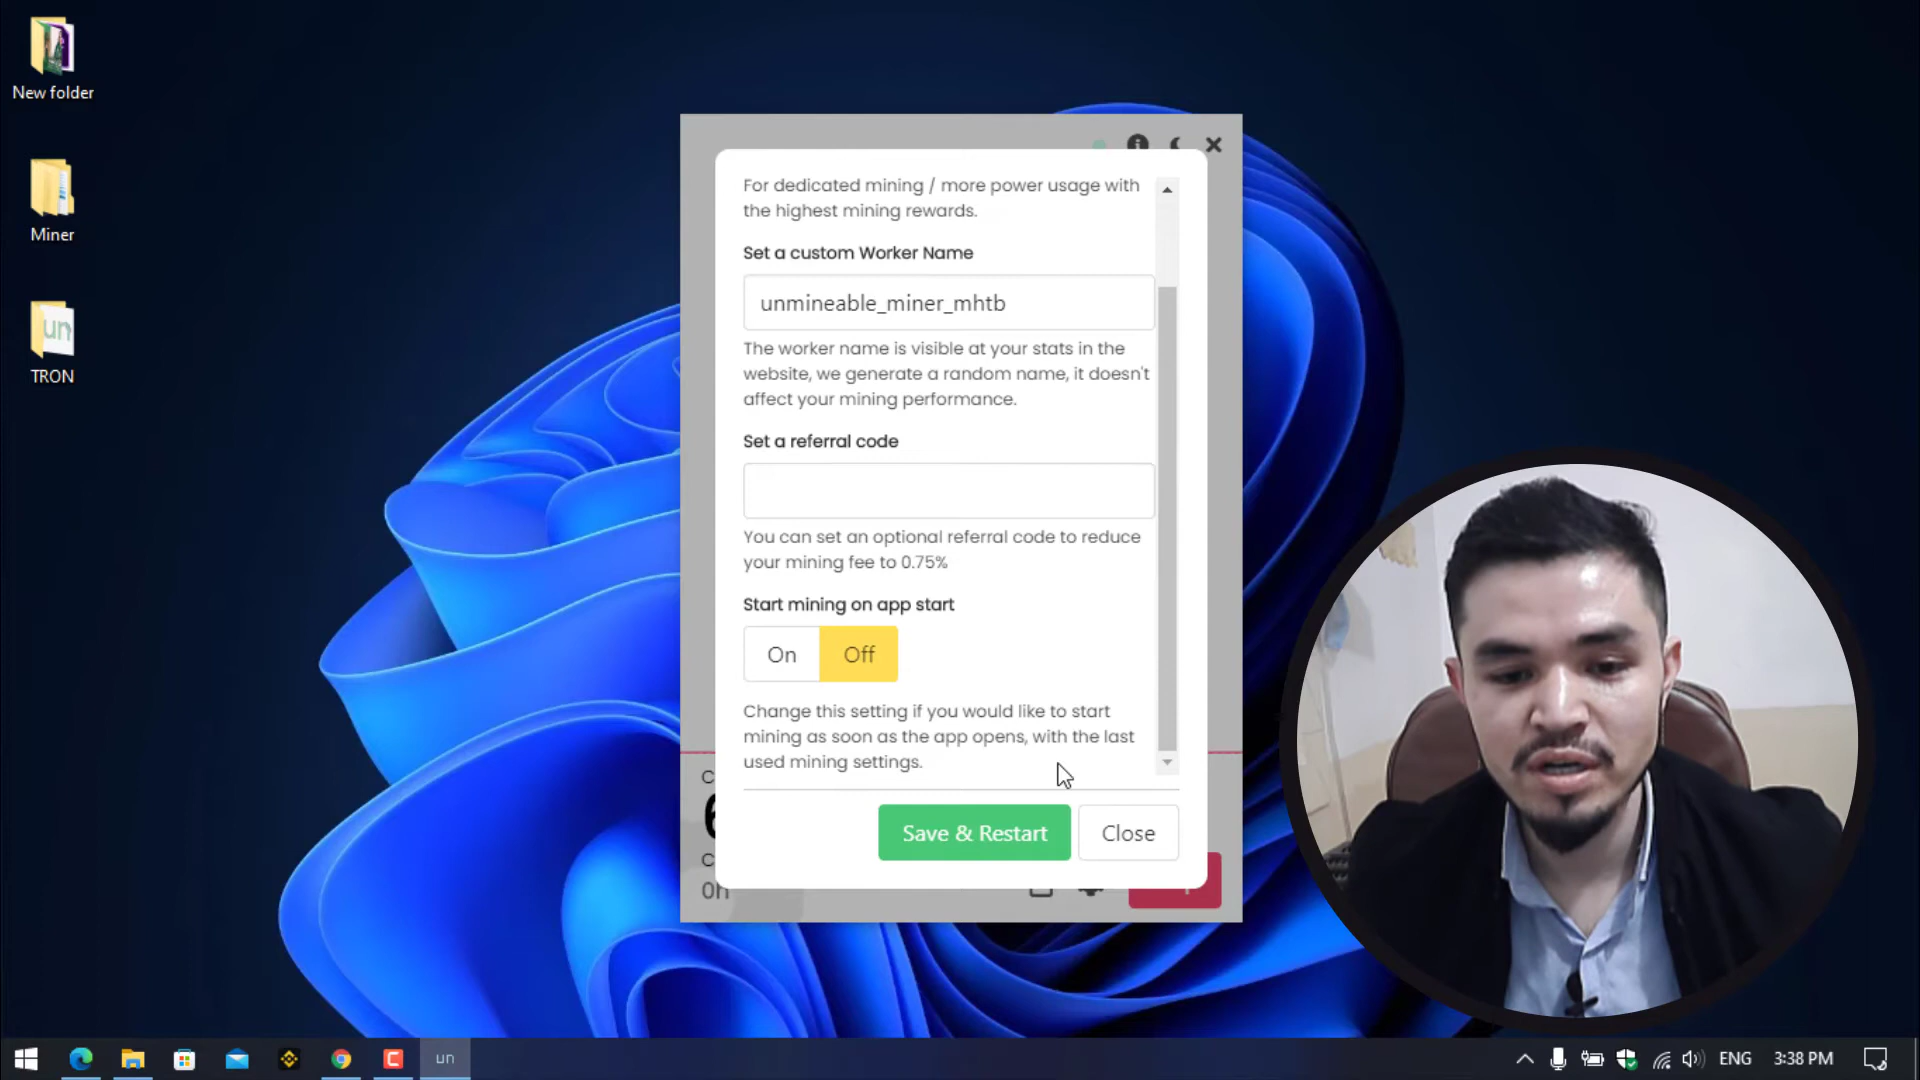 New folder
Miner
un
TRON
For dedicated mining / more power usage with
the highest mining rewards.
Set a custom Worker Name
unmineable_miner_mhtb
The worker name is visible at your stats in the
website, we generate a random name, it doesn't
affect your mining performance.
Set a referral code
You can set an optional referral code to reduce
your mining fee to 0.75%
Start mining on app start
On Off
Change this setting if you would like to start
mining as soon as the app opens, with the last
used mining settings.
Save & Restart Close
0h
un
ENG
3:38 PM